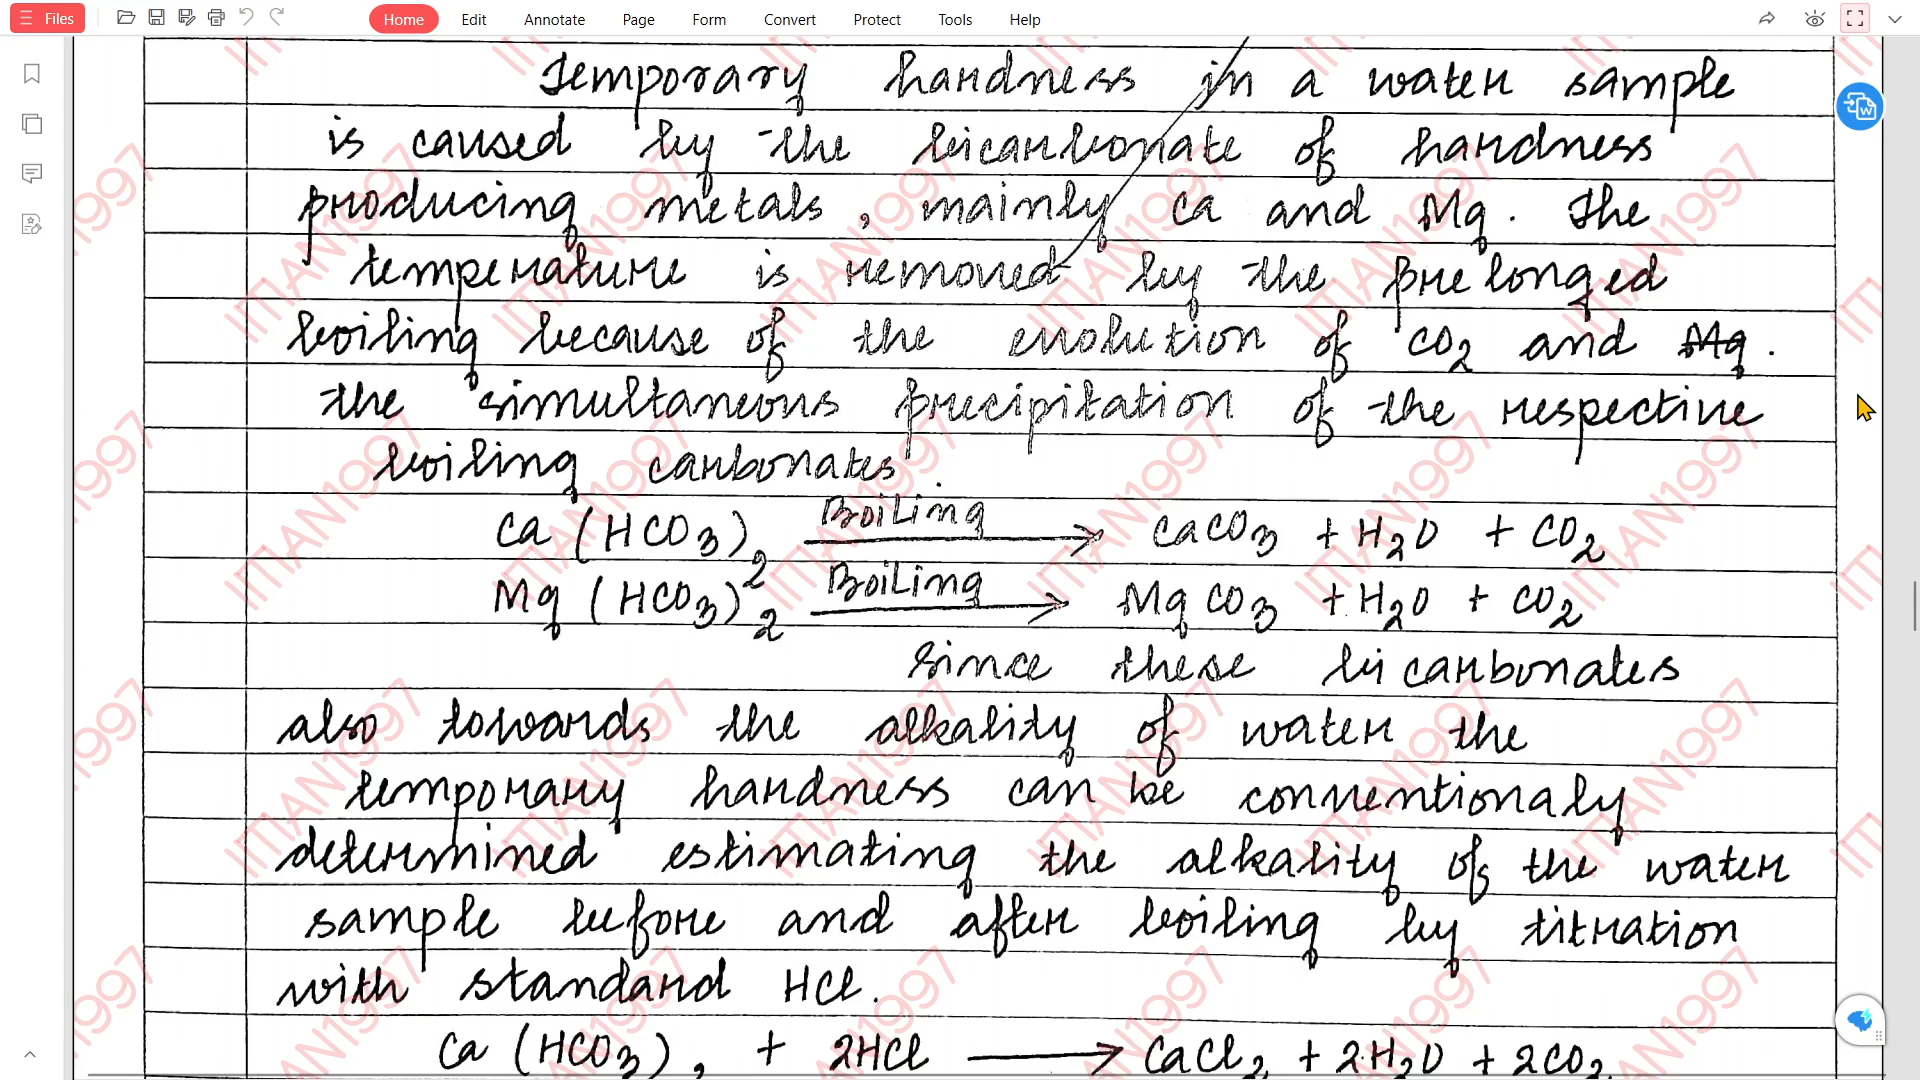 Files
Home Edit Annotate Page Form Convert Protect Tools Help
Temporary hardness in a water sample
is caused by the bicarbonate of hardness
producing metals, mainly Ca and Mg. The
temperature is removed by the prelonged
boiling because of the evolution of CO2 and Mg.
the simultaneous precipitation of the respective
boiling carbonates.
Ca(HCO3)2 Boiling → CaCO3 + H2O + CO2
Mg(HCO3)2 Boiling → MgCO3 + H2O + CO2
Since these bicarbonates
also towards the alkality of water the
temporary hardness can be conventionaly
determined estimating the alkality of the water
sample before and after boiling by titration
with standard HCl.
Ca(HCO3)2 + 2HCl → CaCl2 + 2H2O + 2CO2